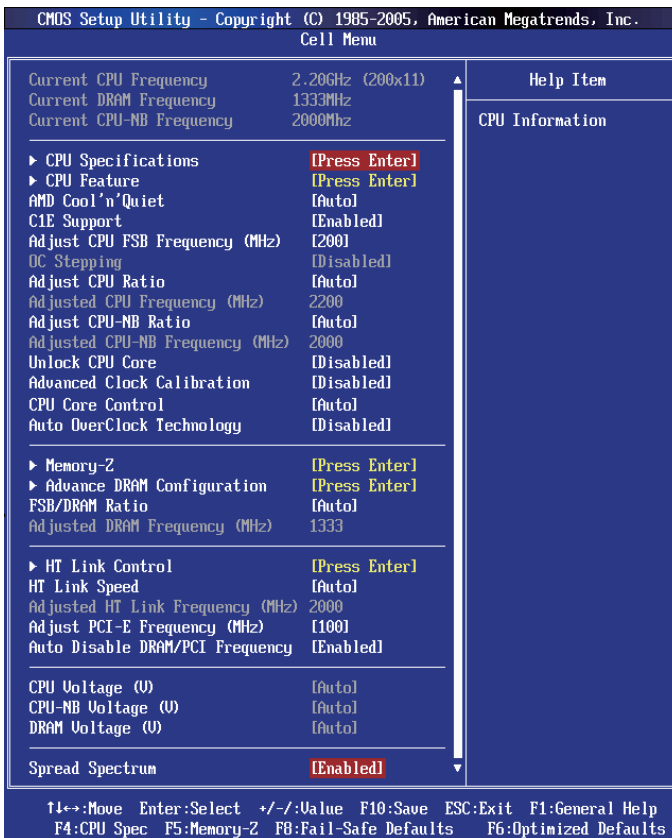 CMOS Setup Utility - Copyright (C) 1985-2005, American Megatrends, Inc.
Cell Menu
Current CPU Frequency 2.20GHz (200x11)
Current DRAM Frequency 1333MHz
Current CPU-NB Frequency 2000Mhz
▶ CPU Specifications [Press Enter]
▶ CPU Feature [Press Enter]
AMD Cool'n'Quiet [Auto]
C1E Support [Enabled]
Adjust CPU FSB Frequency (MHz) [200]
OC Stepping [Disabled]
Adjust CPU Ratio [Auto]
Adjusted CPU Frequency (MHz) 2200
Adjust CPU-NB Ratio [Auto]
Adjusted CPU-NB Frequency (MHz) 2000
Unlock CPU Core [Disabled]
Advanced Clock Calibration [Disabled]
CPU Core Control [Auto]
Auto OverClock Technology [Disabled]
▶ Memory-Z [Press Enter]
▶ Advance DRAM Configuration [Press Enter]
FSB/DRAM Ratio [Auto]
Adjusted DRAM Frequency (MHz) 1333
▶ HT Link Control [Press Enter]
HT Link Speed [Auto]
Adjusted HT Link Frequency (MHz) 2000
Adjust PCI-E Frequency (MHz) [100]
Auto Disable DRAM/PCI Frequency [Enabled]
CPU Voltage (V) [Auto]
CPU-NB Voltage (V) [Auto]
DRAM Voltage (V) [Auto]
Spread Spectrum [Enabled]
Help Item
CPU Information
↑↓←→:Move Enter:Select +/-/:Value F10:Save ESC:Exit F1:General Help
F4:CPU Spec F5:Memory-Z F8:Fail-Safe Defaults F6:Optimized Defaults